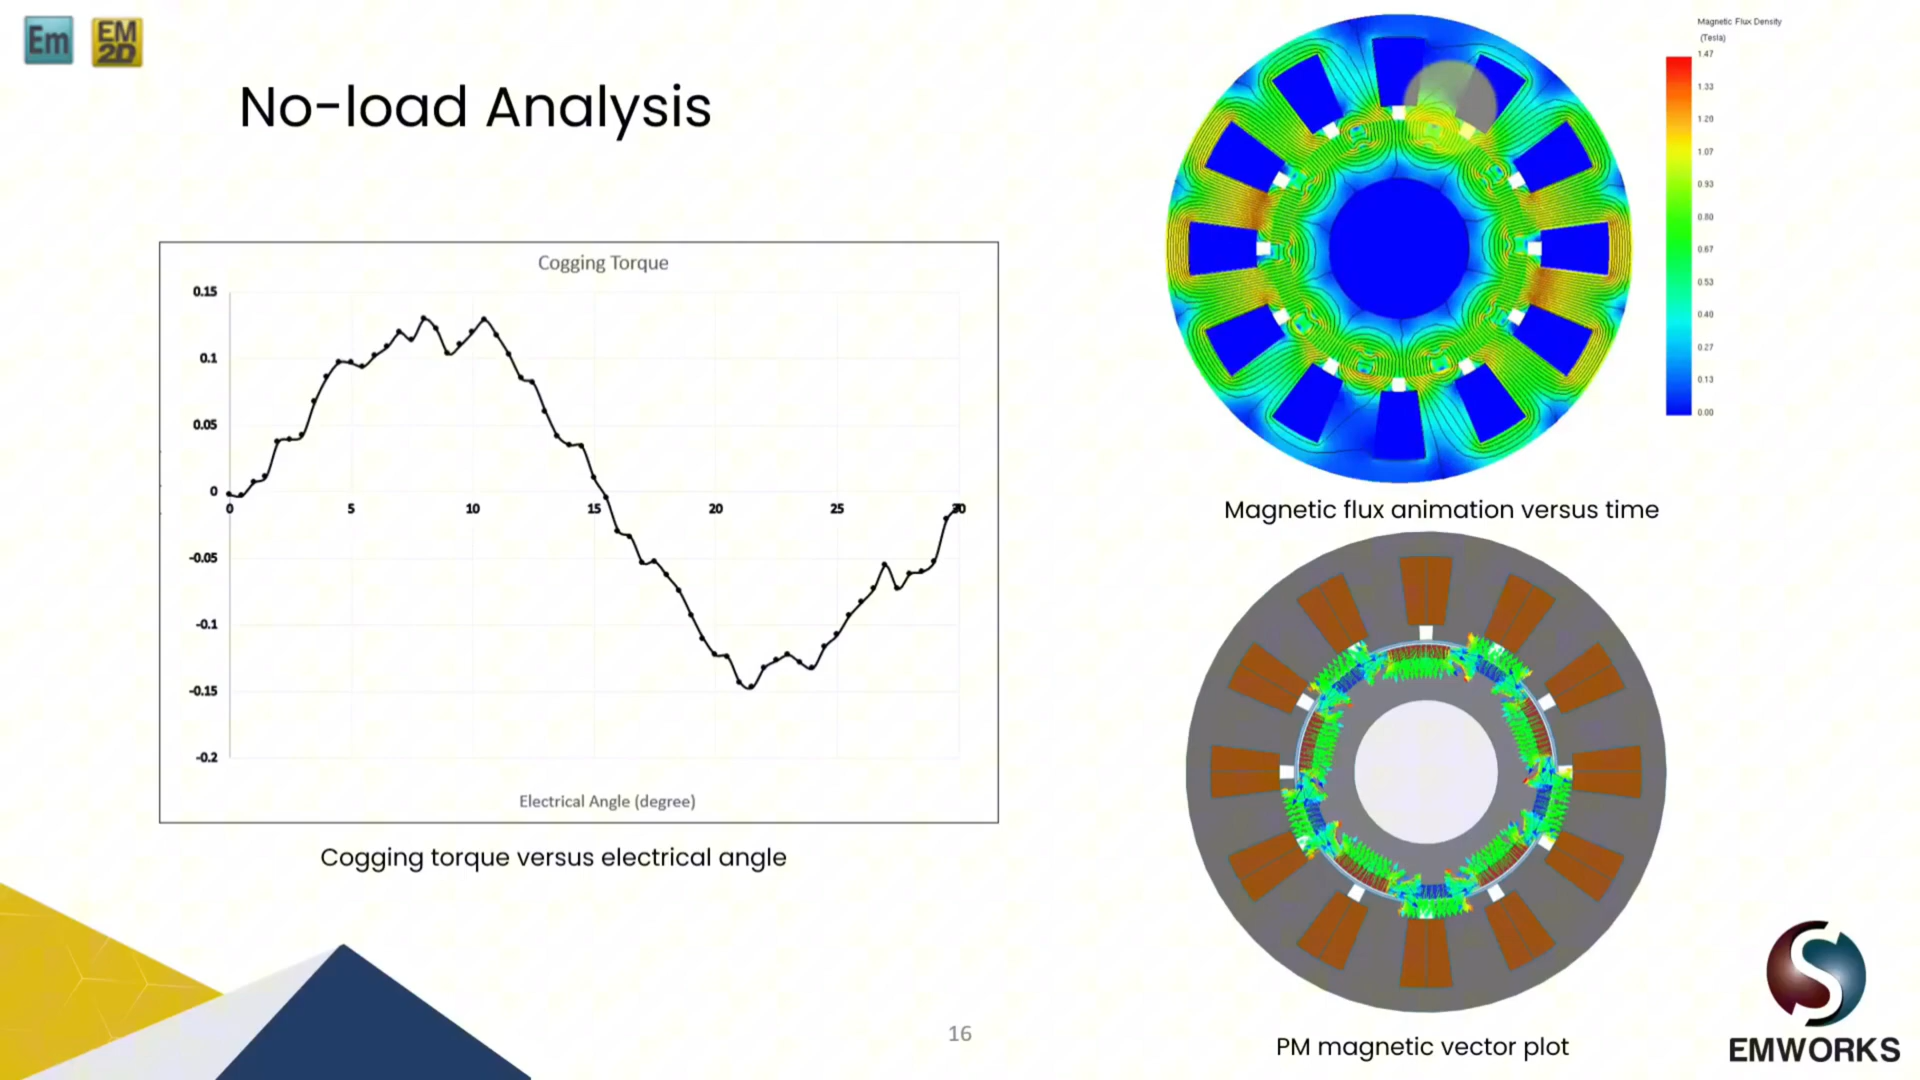 Em
EM
2D
No-load Analysis
Cogging Torque
0.15
0.1
0.05
0
-0.05
-0.1
-0.15
-0.2
0
5
10
15
20
25
30
Electrical Angle (degree)
Cogging torque versus electrical angle
Magnetic Flux Density
(Tesla)
1.47
1.33
1.20
1.07
0.93
0.80
0.67
0.53
0.40
0.27
0.13
0.00
Magnetic flux animation versus time
PM magnetic vector plot
16
EMWORKS